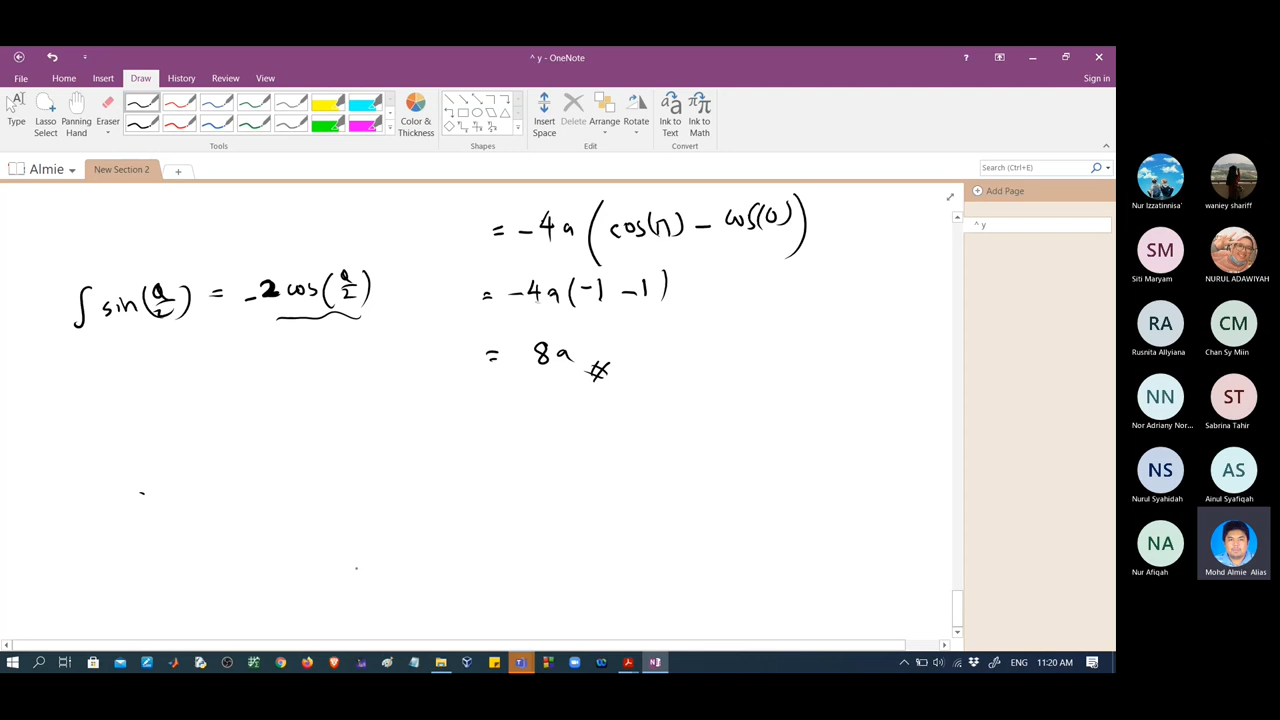 ^ y - OneNote
?
File Home Insert Draw History Review View
Sign in
Type Lasso Select Panning Hand Eraser Color & Thickness Insert Space Delete Arrange Rotate Ink to Text Ink to Math
Tools Shapes Edit Convert
Almie New Section 2 +
Search (Ctrl+E)
Add Page
^ y
= -4a (cos(π) - cos(0))
∫ sin(θ/2) = -2 cos(θ/2)
= -4a (-1 -1)
= 8a #
Nur Izzatinnisa'
waniey shariff
SM
Siti Maryam
NURUL ADAWIYAH
RA
Rusnita Allyiana
CM
Chan Sy Miin
NN
Nor Adriany Nor...
ST
Sabrina Tahir
NS
Nurul Syahidah
AS
Ainul Syafiqah
NA
Nur Afiqah
Mohd Almie Alias
ENG 11:20 AM